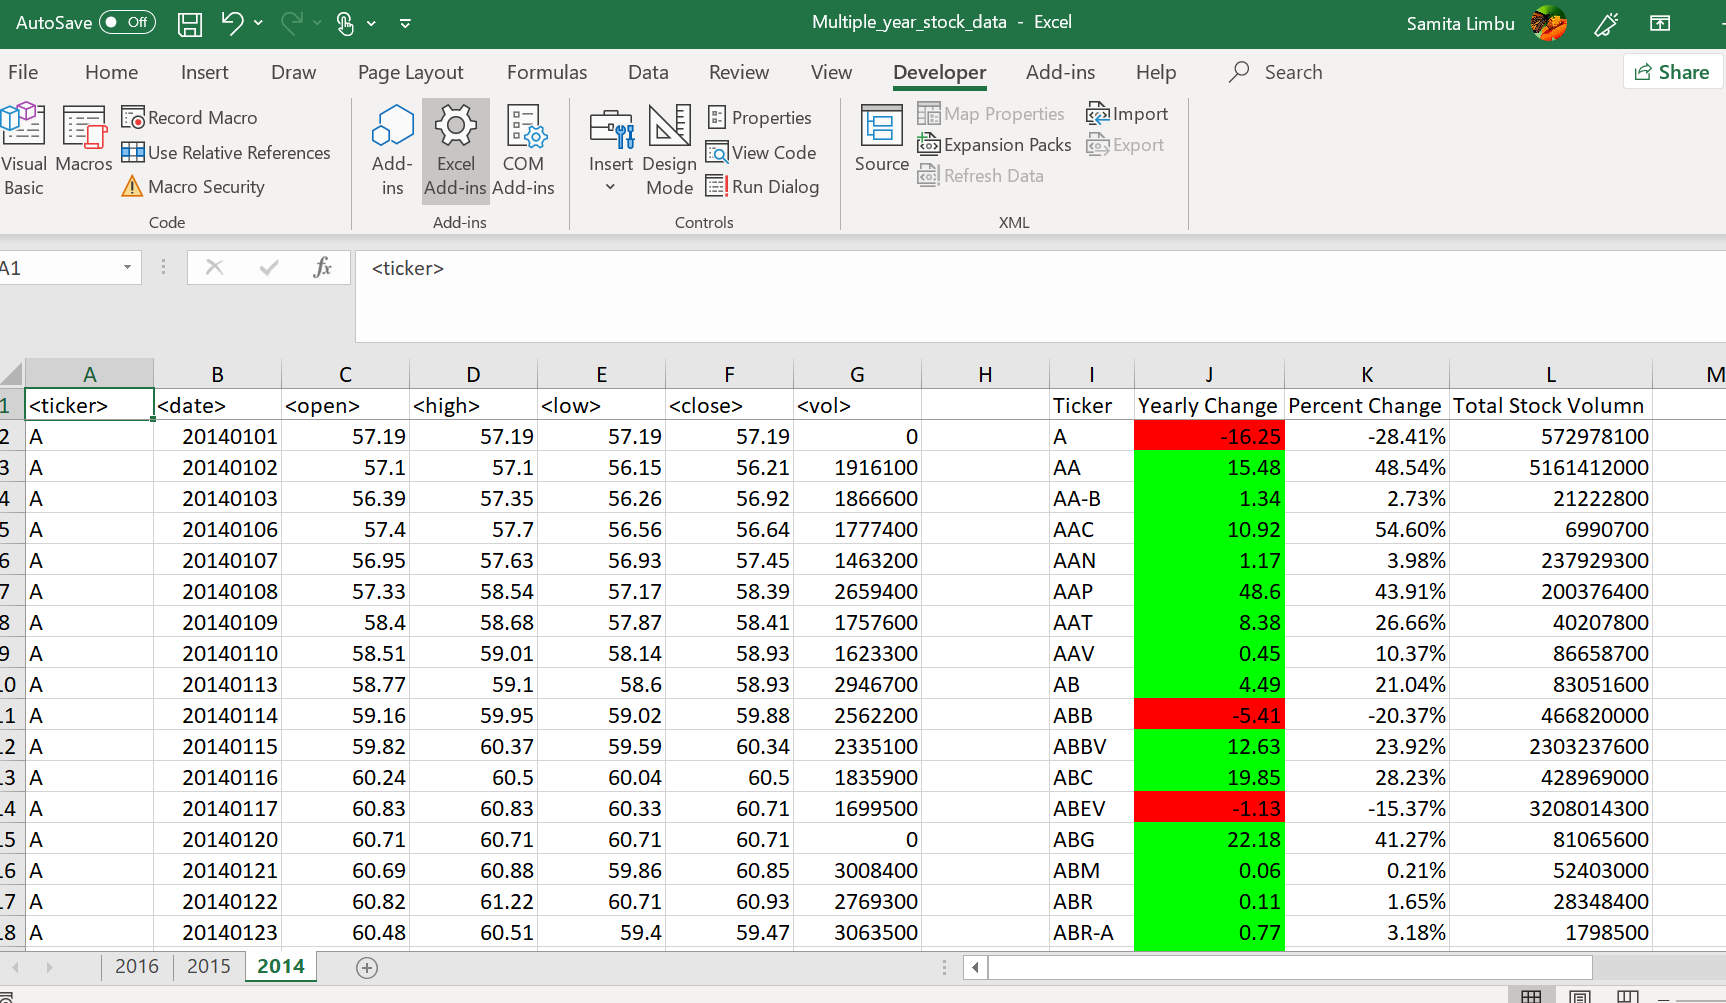 AutoSave Off Multiple_year_stock_data - Excel Samita Limbu
File Home Insert Draw Page Layout Formulas Data Review View Developer Add-ins Help Search Share
Visual Basic
Macros
Record Macro
Use Relative References
Macro Security
Code
Add-ins
Excel Add-ins
COM Add-ins
Add-ins
Insert
Design Mode
Properties
View Code
Run Dialog
Controls
Source
Map Properties
Expansion Packs
Refresh Data
Import
Export
XML
A1 fx <ticker>
A B C D E F G H I J K L M
1 <ticker> <date> <open> <high> <low> <close> <vol> Ticker Yearly Change Percent Change Total Stock Volumn
2 A 20140101 57.19 57.19 57.19 57.19 0 A -16.25 -28.41% 572978100
3 A 20140102 57.1 57.1 56.15 56.21 1916100 AA 15.48 48.54% 5161412000
4 A 20140103 56.39 57.35 56.26 56.92 1866600 AA-B 1.34 2.73% 21222800
5 A 20140106 57.4 57.7 56.56 56.64 1777400 AAC 10.92 54.60% 6990700
6 A 20140107 56.95 57.63 56.93 57.45 1463200 AAN 1.17 3.98% 237929300
7 A 20140108 57.33 58.54 57.17 58.39 2659400 AAP 48.6 43.91% 200376400
8 A 20140109 58.4 58.68 57.87 58.41 1757600 AAT 8.38 26.66% 40207800
9 A 20140110 58.51 59.01 58.14 58.93 1623300 AAV 0.45 10.37% 86658700
10 A 20140113 58.77 59.1 58.6 58.93 2946700 AB 4.49 21.04% 83051600
11 A 20140114 59.16 59.95 59.02 59.88 2562200 ABB -5.41 -20.37% 466820000
12 A 20140115 59.82 60.37 59.59 60.34 2335100 ABBV 12.63 23.92% 2303237600
13 A 20140116 60.24 60.5 60.04 60.5 1835900 ABC 19.85 28.23% 428969000
14 A 20140117 60.83 60.83 60.33 60.71 1699500 ABEV -1.13 -15.37% 3208014300
15 A 20140120 60.71 60.71 60.71 60.71 0 ABG 22.18 41.27% 81065600
16 A 20140121 60.69 60.88 59.86 60.85 3008400 ABM 0.06 0.21% 52403000
17 A 20140122 60.82 61.22 60.71 60.93 2769300 ABR 0.11 1.65% 28348400
18 A 20140123 60.48 60.51 59.4 59.47 3063500 ABR-A 0.77 3.18% 1798500
2016 2015 2014